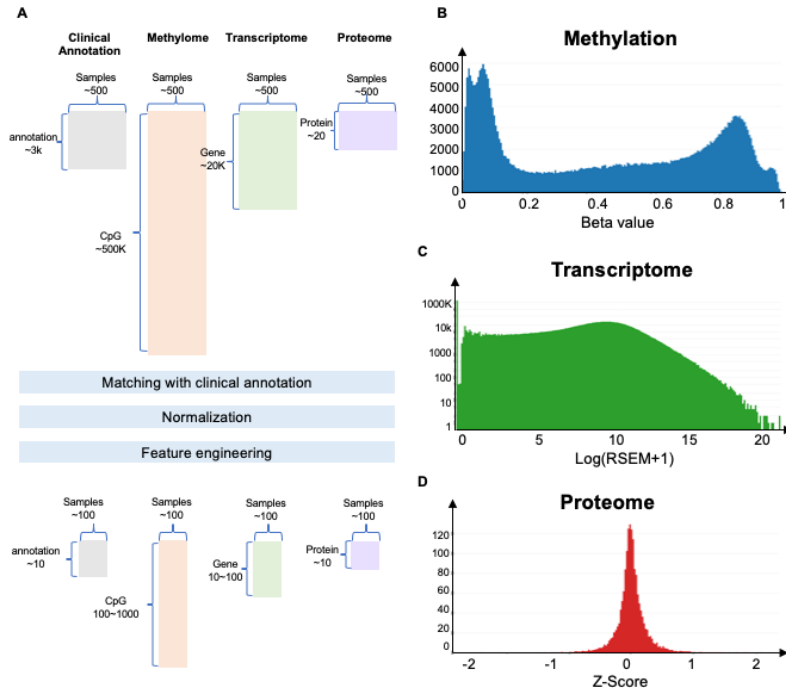 A
Clinical
Annotation
Methylome
Transcriptome
Proteome
Samples
~500
Samples
~500
Samples
~500
Samples
~500
annotation
~3k
CpG
~500K
Gene
~20K
Protein
~20
Matching with clinical annotation
Normalization
Feature engineering
Samples
~100
Samples
~100
Samples
~100
Samples
~100
annotation
~10
CpG
100~1000
Gene
10~100
Protein
~10
B
Methylation
6000
5000
4000
3000
2000
1000
0
0 0.2 0.4 0.6 0.8 1
Beta value
C
Transcriptome
1000K
10k
1000
100
10
1
0 5 10 15 20
Log(RSEM+1)
D
Proteome
120
100
80
60
40
20
0
-2 -1 0 1 2
Z-Score